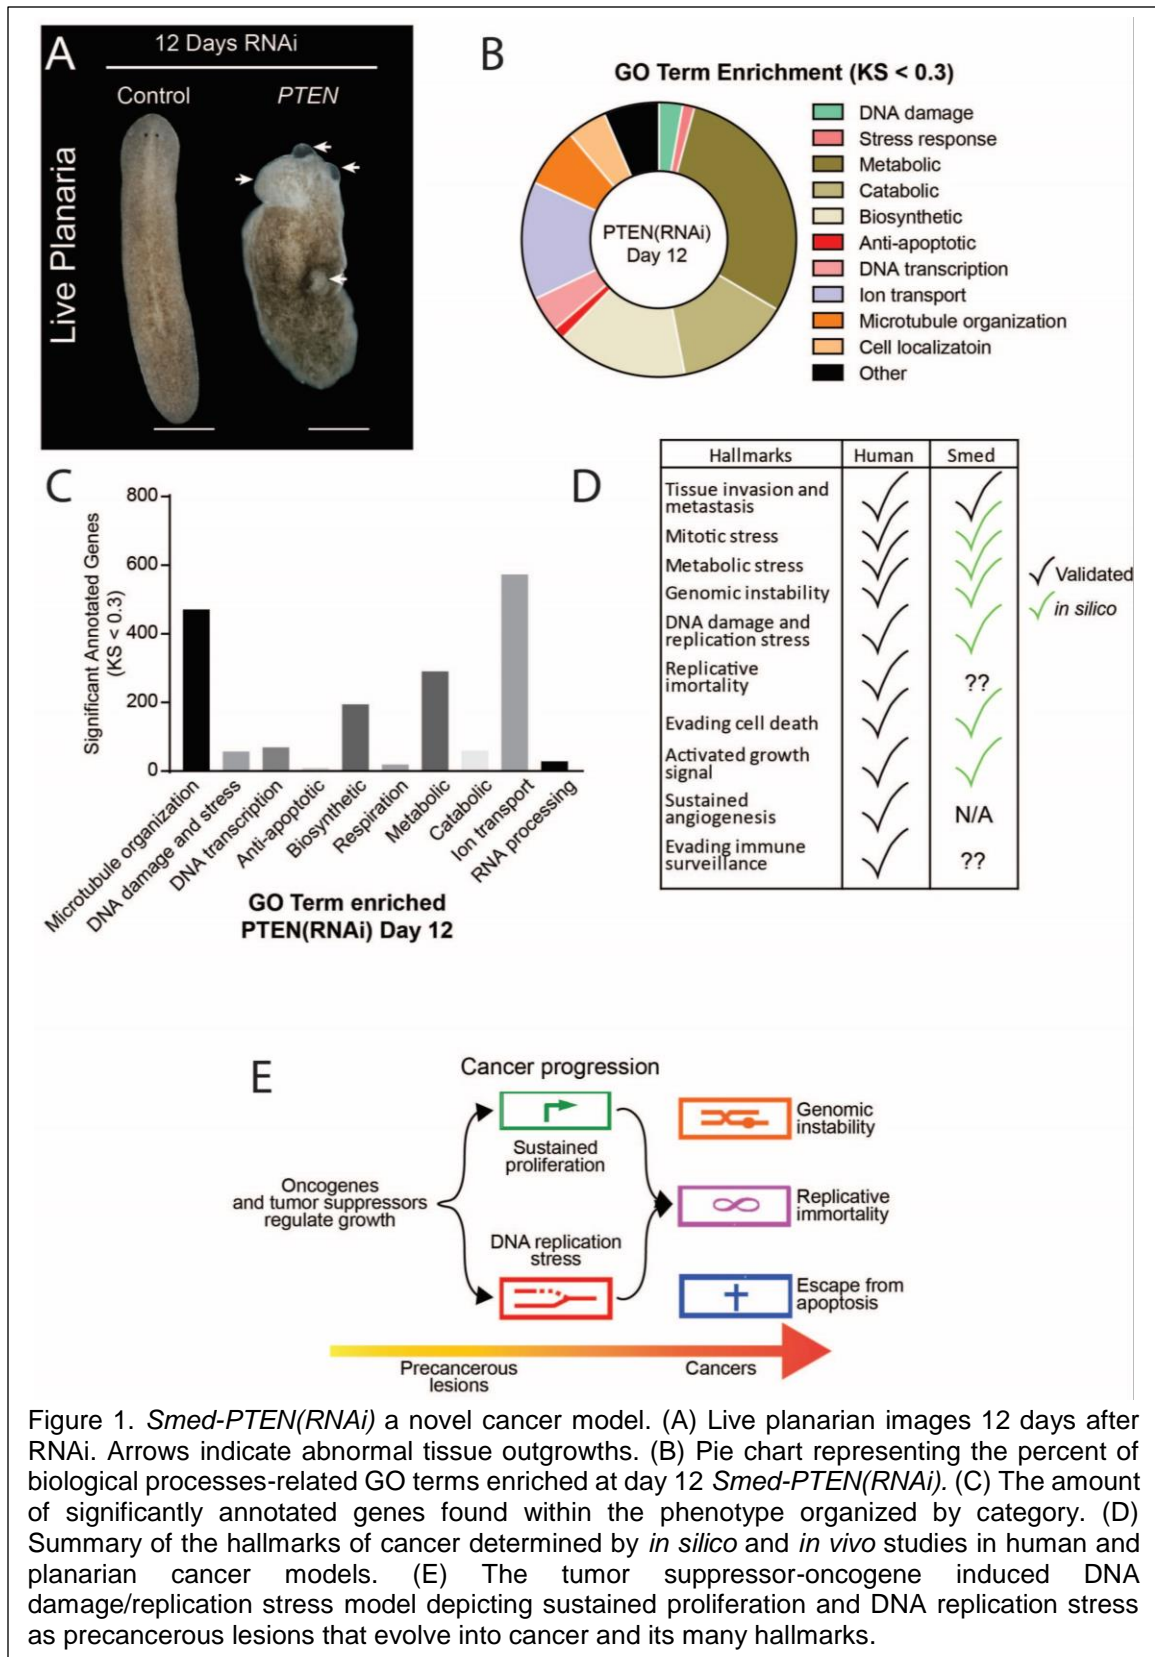 A
12 Days RNAi
Control
PTEN
Live Planaria
B
GO Term Enrichment (KS < 0.3)
PTEN(RNAi)
Day 12
DNA damage
Stress response
Metabolic
Catabolic
Biosynthetic
Anti-apoptotic
DNA transcription
Ion transport
Microtubule organization
Cell localizatoin
Other
C
Significant Annotated Genes
(KS < 0.3)
800
600
400
200
0
Microtubule organization
DNA damage and stress
DNA transcription
Anti-apoptotic
Biosynthetic
Respiration
Metabolic
Catabolic
Ion transport
RNA processing
GO Term enriched
PTEN(RNAi) Day 12
D
Hallmarks Human Smed
Tissue invasion and
metastasis
Mitotic stress
Metabolic stress
Genomic instability
DNA damage and
replication stress
Replicative
imortality ??
Evading cell death
Activated growth
signal
Sustained
angiogenesis N/A
Evading immune
surveillance ??
Validated
in silico
E
Cancer progression
Oncogenes
and tumor suppressors
regulate growth
Sustained
proliferation
DNA replication
stress
Genomic
instability
Replicative
immortality
Escape from
apoptosis
Precancerous
lesions
Cancers
Figure 1. Smed-PTEN(RNAi) a novel cancer model. (A) Live planarian images 12 days after
RNAi. Arrows indicate abnormal tissue outgrowths. (B) Pie chart representing the percent of
biological processes-related GO terms enriched at day 12 Smed-PTEN(RNAi). (C) The amount
of significantly annotated genes found within the phenotype organized by category. (D)
Summary of the hallmarks of cancer determined by in silico and in vivo studies in human and
planarian cancer models. (E) The tumor suppressor-oncogene induced DNA
damage/replication stress model depicting sustained proliferation and DNA replication stress
as precancerous lesions that evolve into cancer and its many hallmarks.